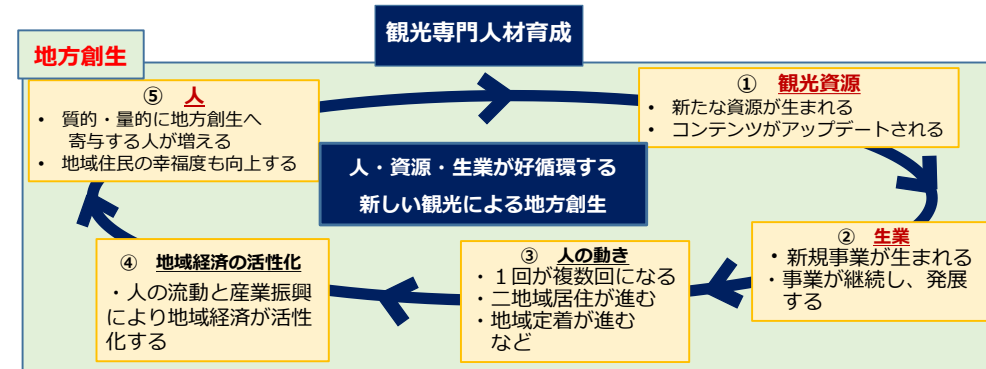 観光専門人材育成
地方創生
① 観光資源
• 新たな資源が生まれる
• コンテンツがアップデートされる
② 生業
• 新規事業が生まれる
・事業が継続し、発展
する
③ 人の動き
・１回が複数回になる
・二地域居住が進む
・地域定着が進む
など
④ 地域経済の活性化
・人の流動と産業振興
により地域経済が活性
化する
⑤ 人
• 質的・量的に地方創生へ
寄与する人が増える
• 地域住民の幸福度も向上する
人・資源・生業が好循環する
新しい観光による地方創生